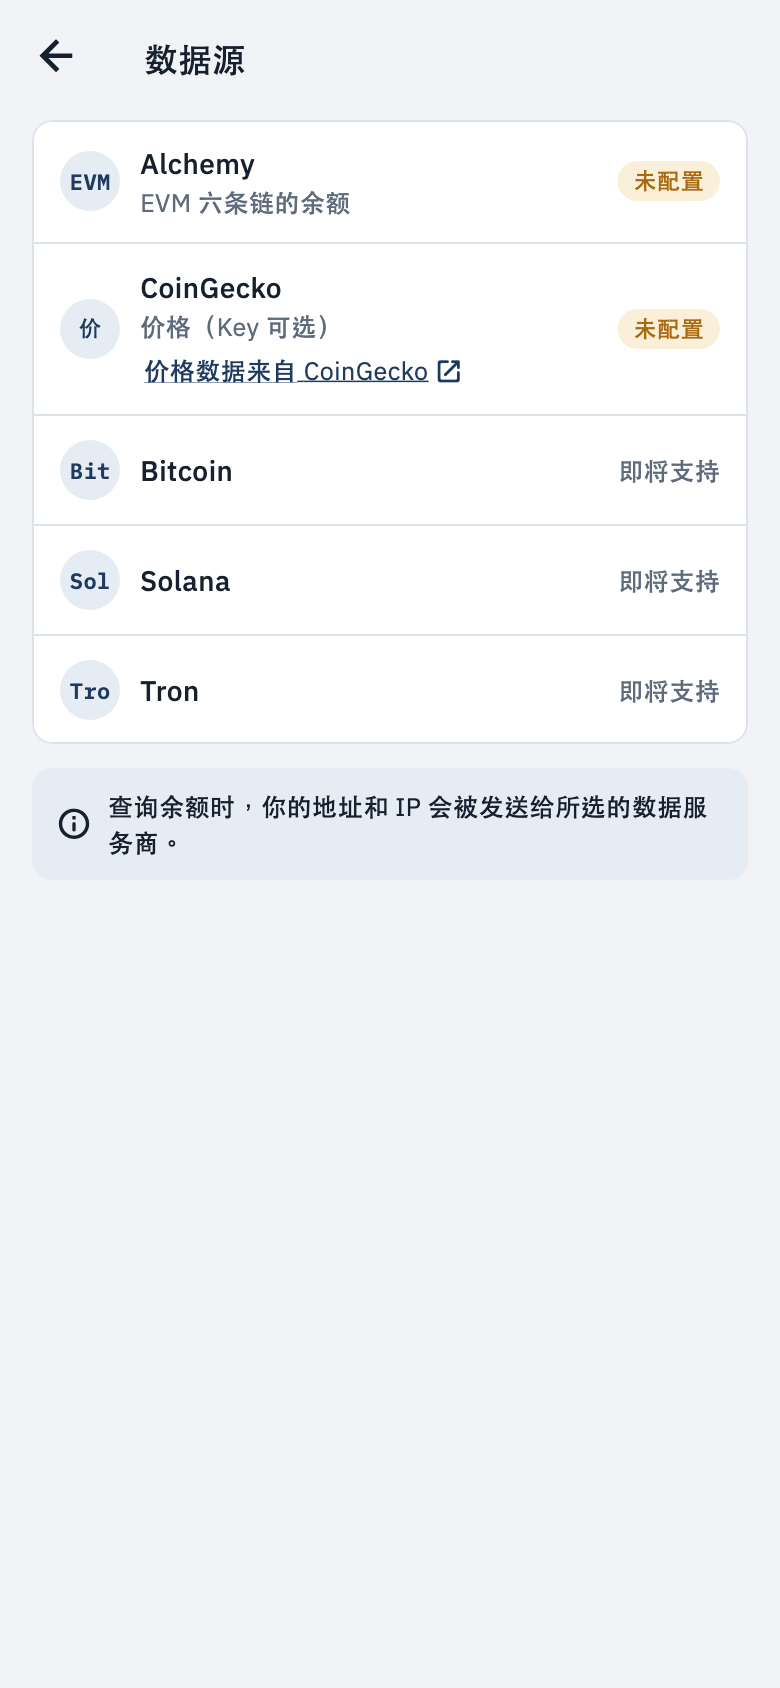 数据源
EVM
Alchemy
EVM 六条链的余额
未配置
价
CoinGecko
价格（Key 可选）
价格数据来自 CoinGecko
未配置
Bit
Bitcoin
即将支持
Sol
Solana
即将支持
Tro
Tron
即将支持
查询余额时，你的地址和 IP 会被发送给所选的数据服
务商。